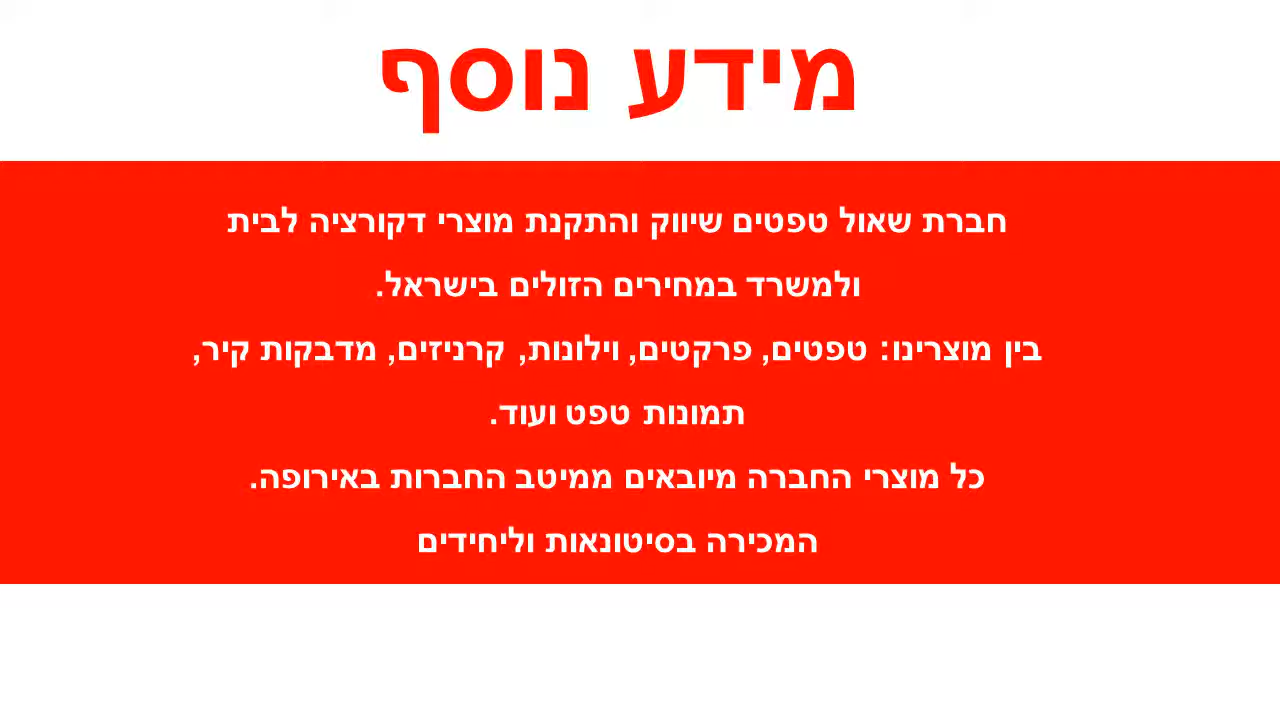 מידע נוסף
חברת שאול טפטים שיווק והתקנת מוצרי דקורציה לבית
ולמשרד במחירים הזולים בישראל.
בין מוצרינו: טפטים, פרקטים, וילונות, קרניזים, מדבקות קיר,
תמונות טפט ועוד.
כל מוצרי החברה מיובאים ממיטב החברות באירופה.
המכירה בסיטונאות וליחידים